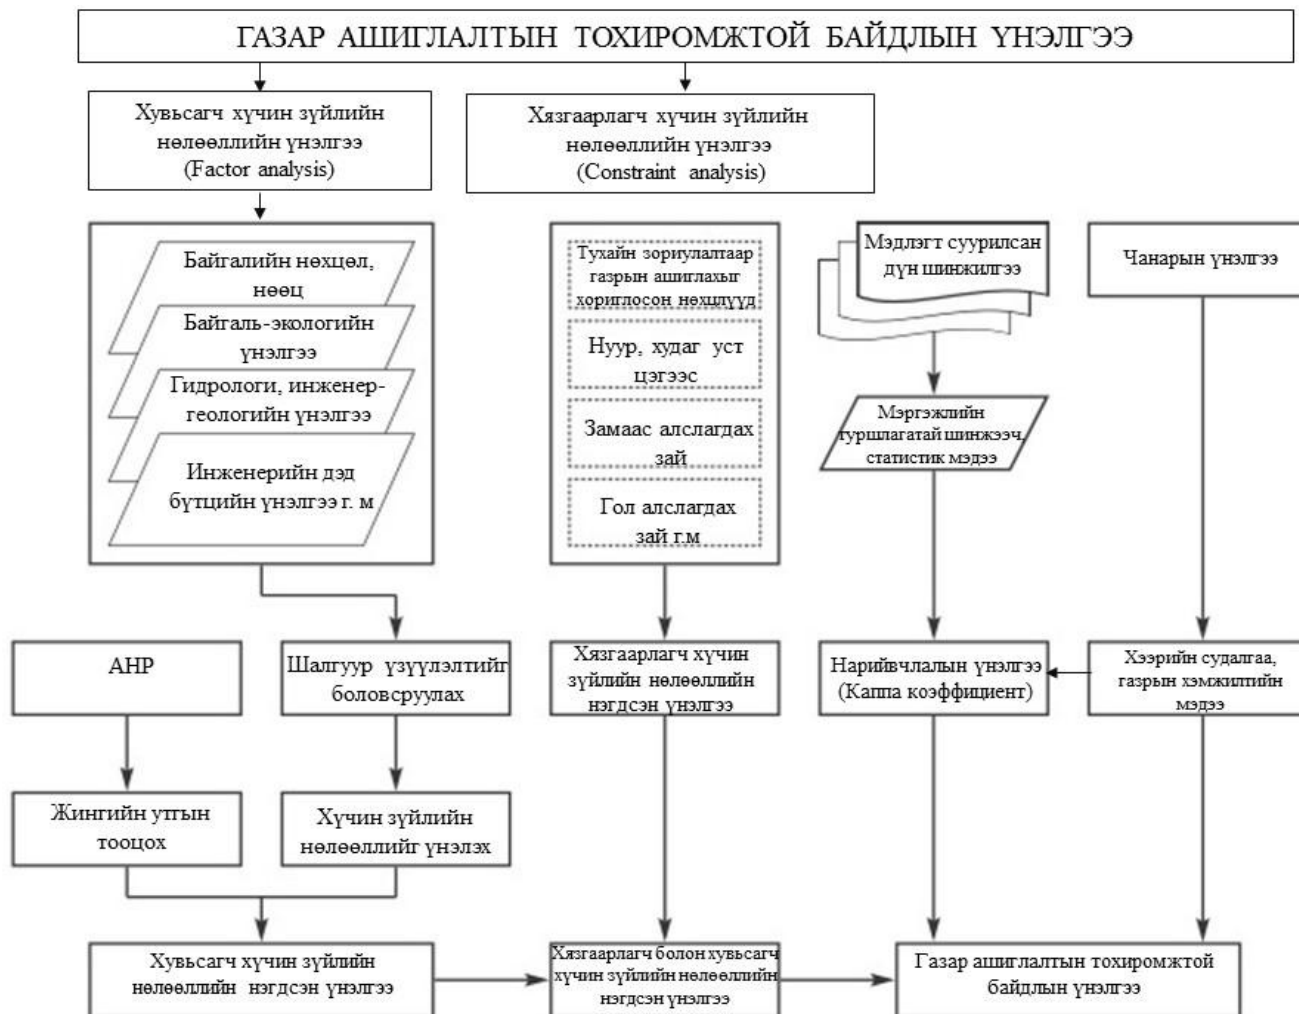 ГАЗАР АШИГЛАЛТЫН ТОХИРОМЖТОЙ БАЙДЛЫН ҮНЭЛГЭЭ
Хувьсагч хүчин зүйлийн
нөлөөллийн үнэлгээ
(Factor analysis)
Хязгаарлагч хүчин зүйлийн
нөлөөллийн үнэлгээ
(Constraint analysis)
Байгалийн нөхцөл,
нөөц
Байгаль-экологийн
үнэлгээ
Гидрологи, инженер-
геологийн үнэлгээ
Инженерийн дэд
бүтцийн үнэлгээ г. м
Тухайн зориулалтаар
газрын ашиглахыг
хориглосон нөхцлүүд
Нуур, худаг уст
цэгээс
Замаас алслагдах
зай
Гол алслагдах
зай г.м
Мэдлэгт суурилсан
дүн шинжилгээ
Чанарын үнэлгээ
Мэргэжлийн
туршлагатай шинжээч,
статистик мэдээ
АНР
Шалгуур үзүүлэлтийг
боловсруулах
Хязгаарлагч хүчин
зүйлийн нөлөөллийн
нэгдсэн үнэлгээ
Нарийвчлалын үнэлгээ
(Каппа коэффициент)
Хээрийн судалгаа,
газрын хэмжилтийн
мэдээ
Жингийн утгын
тооцох
Хүчин зүйлийн
нөлөөллийг үнэлэх
Хувьсагч хүчин зүйлийн
нөлөөллийн нэгдсэн үнэлгээ
Хязгаарлагч болон хувьсагч
хүчин зүйлийн нөлөөллийн
нэгдсэн үнэлгээ
Газар ашиглалтын тохиромжтой
байдлын үнэлгээ